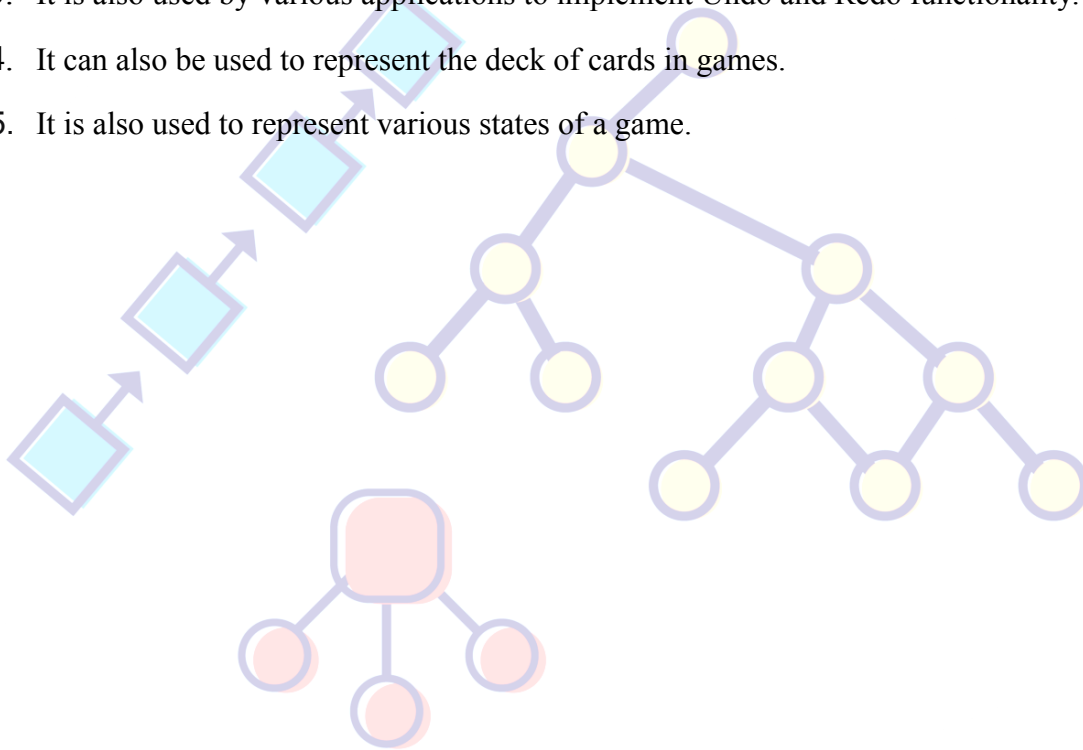 It is also used by various applications to implement Undo and Redo functionality.
4. It can also be used to represent the deck of cards in games.
5. It is also used to represent various states of a game.